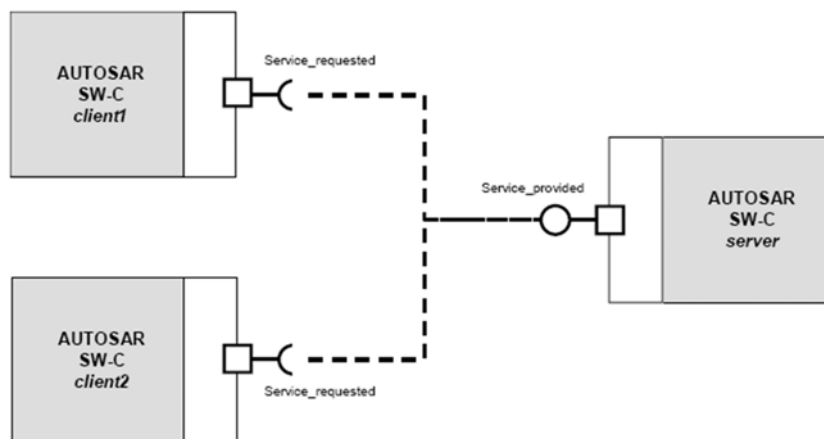 Service_requested
AUTOSAR
SW-C
client1
Service_provided
AUTOSAR
SW-C
server
AUTOSAR
SW-C
client2
Service_requested